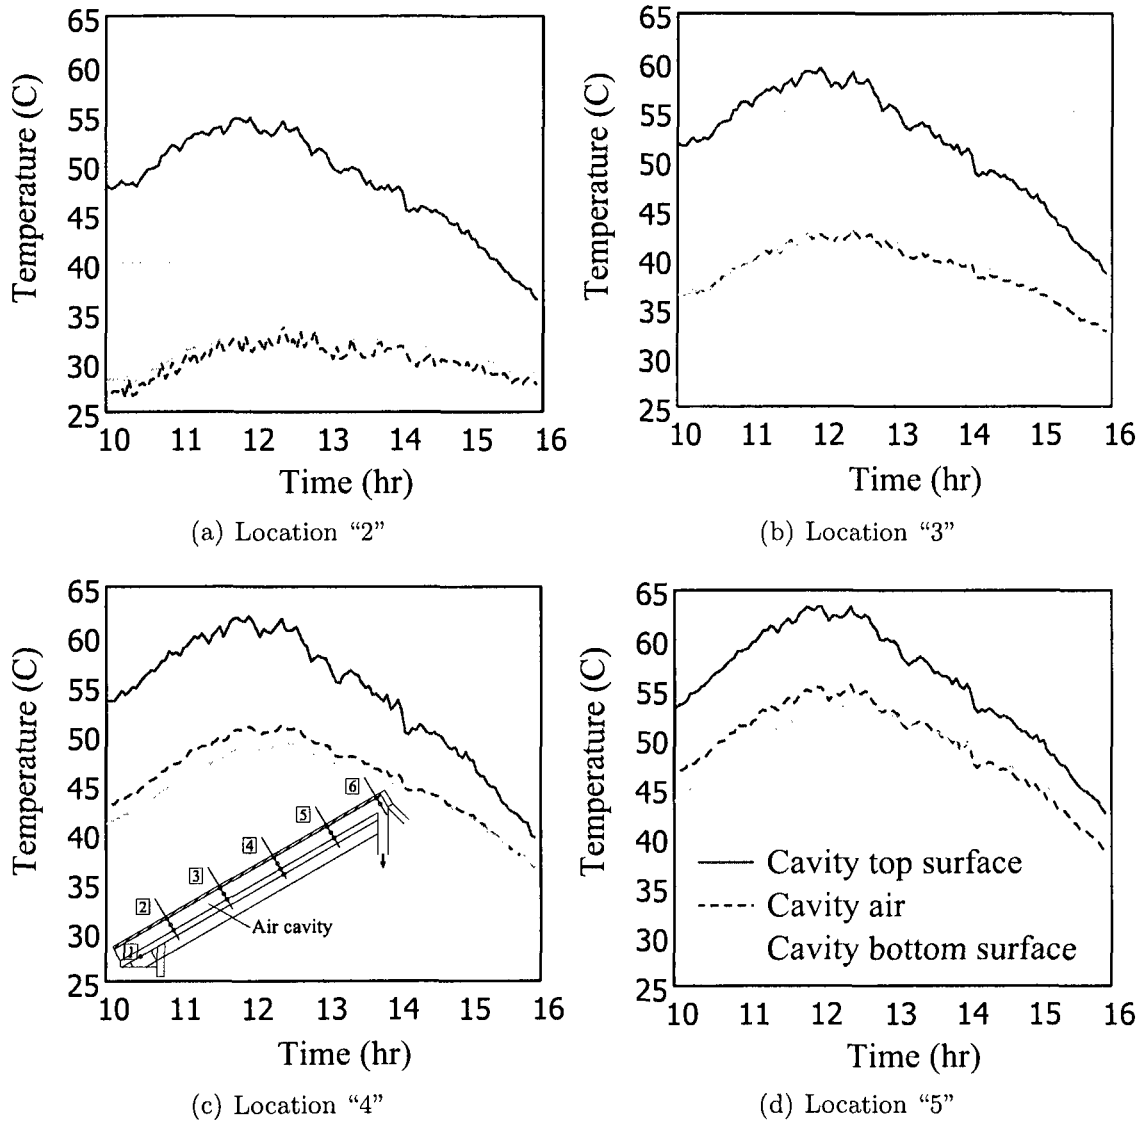 65
60
55
50
45
40
35
30
25
Temperature (C)
10 11 12 13 14 15 16
Time (hr)
(a) Location “2”
65
60
55
50
45
40
35
30
25
Temperature (C)
10 11 12 13 14 15 16
Time (hr)
(b) Location “3”
65
60
55
50
45
40
35
30
25
Temperature (C)
6
5
4
3
2
1
Air cavity
10 11 12 13 14 15 16
Time (hr)
(c) Location “4”
65
60
55
50
45
40
35
30
25
Temperature (C)
Cavity top surface
Cavity air
Cavity bottom surface
10 11 12 13 14 15 16
Time (hr)
(d) Location “5”